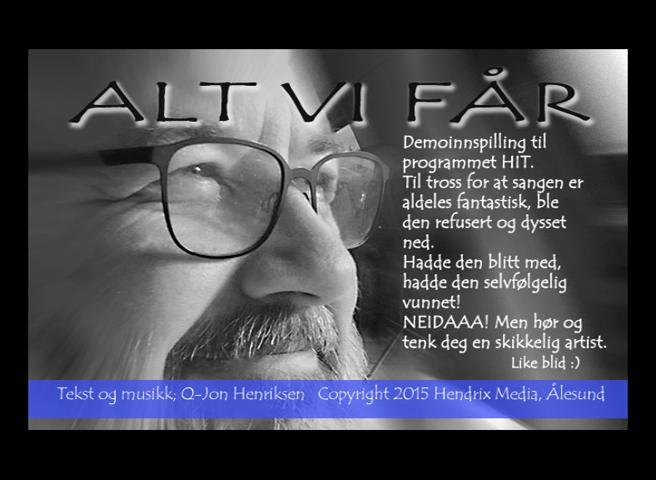 ALT VI FÅR
Demoinnspilling til
programmet HIT.
Til tross for at sangen er
aldeles fantastisk, ble
den refusert og dysset
ned.
Hadde den blitt med,
hadde den selvfølgelig
vunnet!
NEIDAAA! Men hør og
tenk deg en skikkelig artist.
Like blid :)
Tekst og musikk; Q-Jon Henriksen Copyright 2015 Hendrix Media, Ålesund